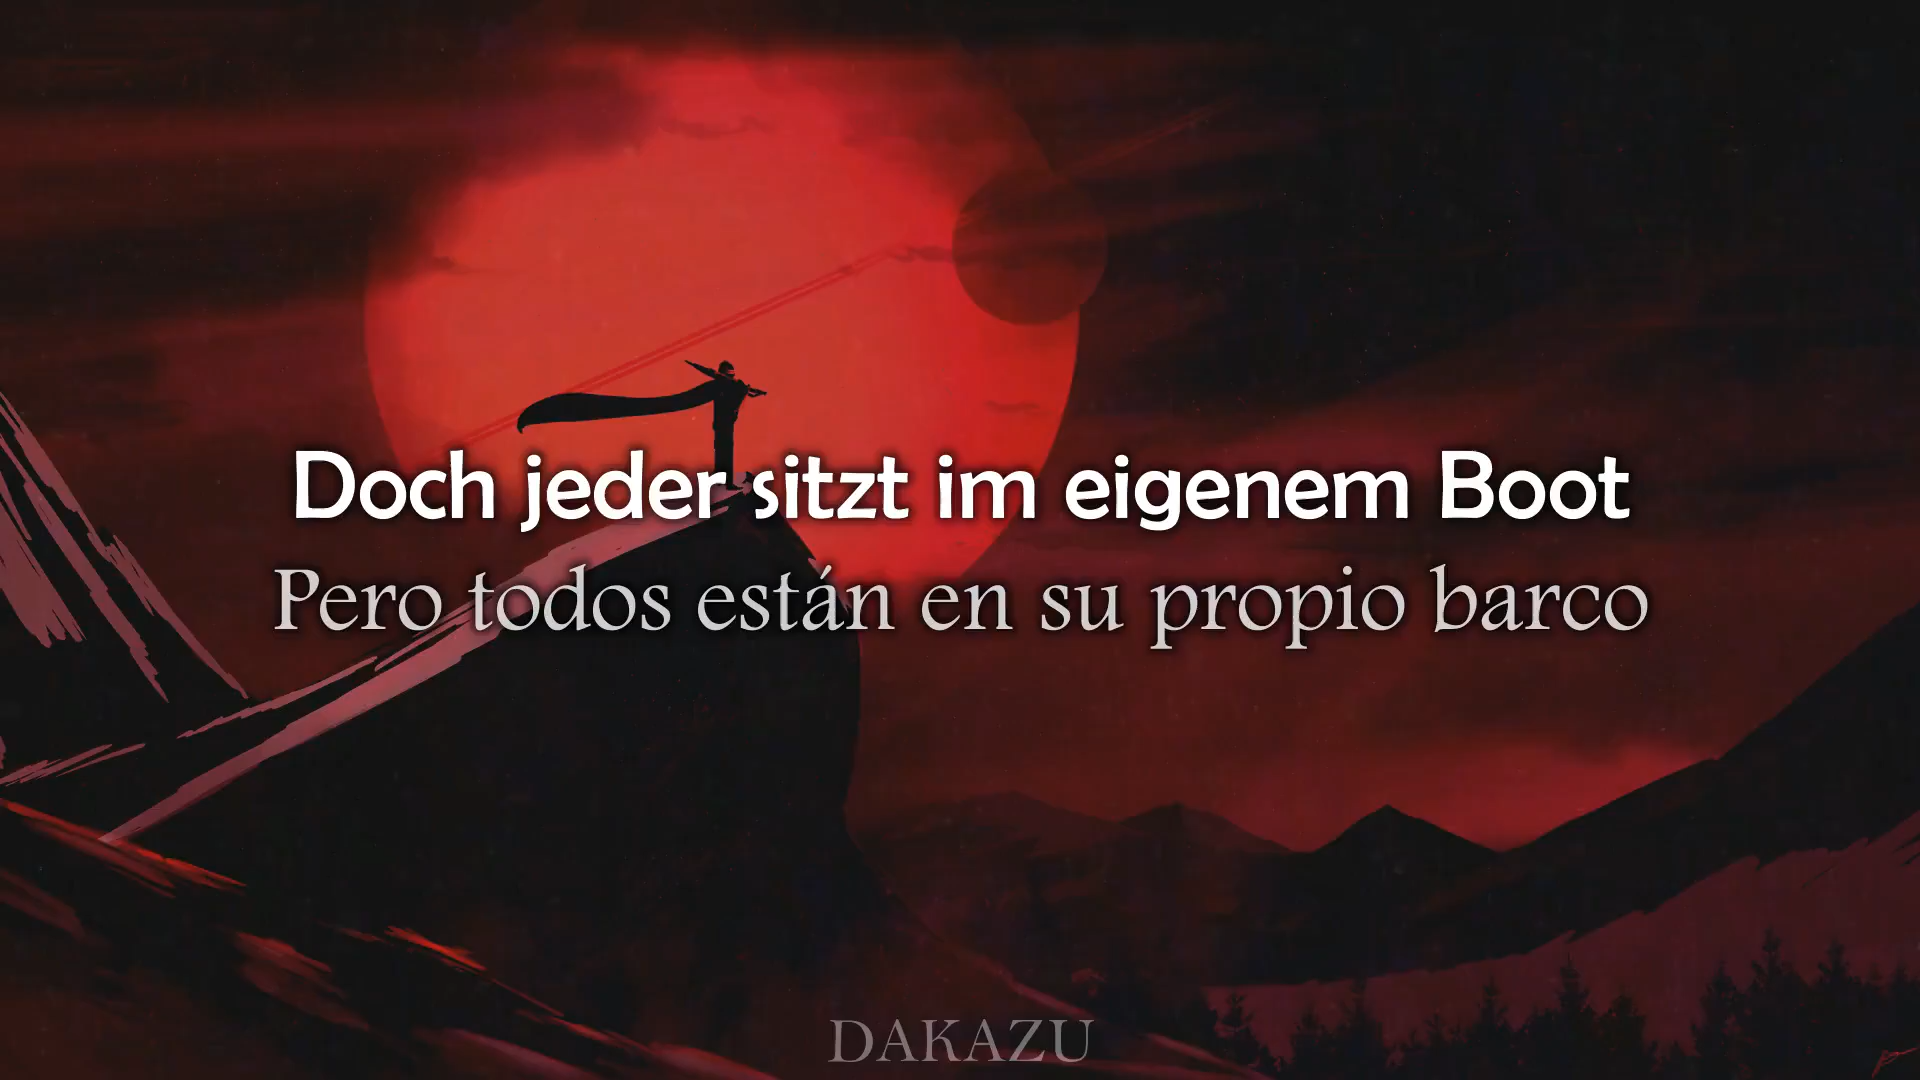 Doch jeder sitzt im eigenem Boot
Pero todos están en su propio barco
DAKAZU